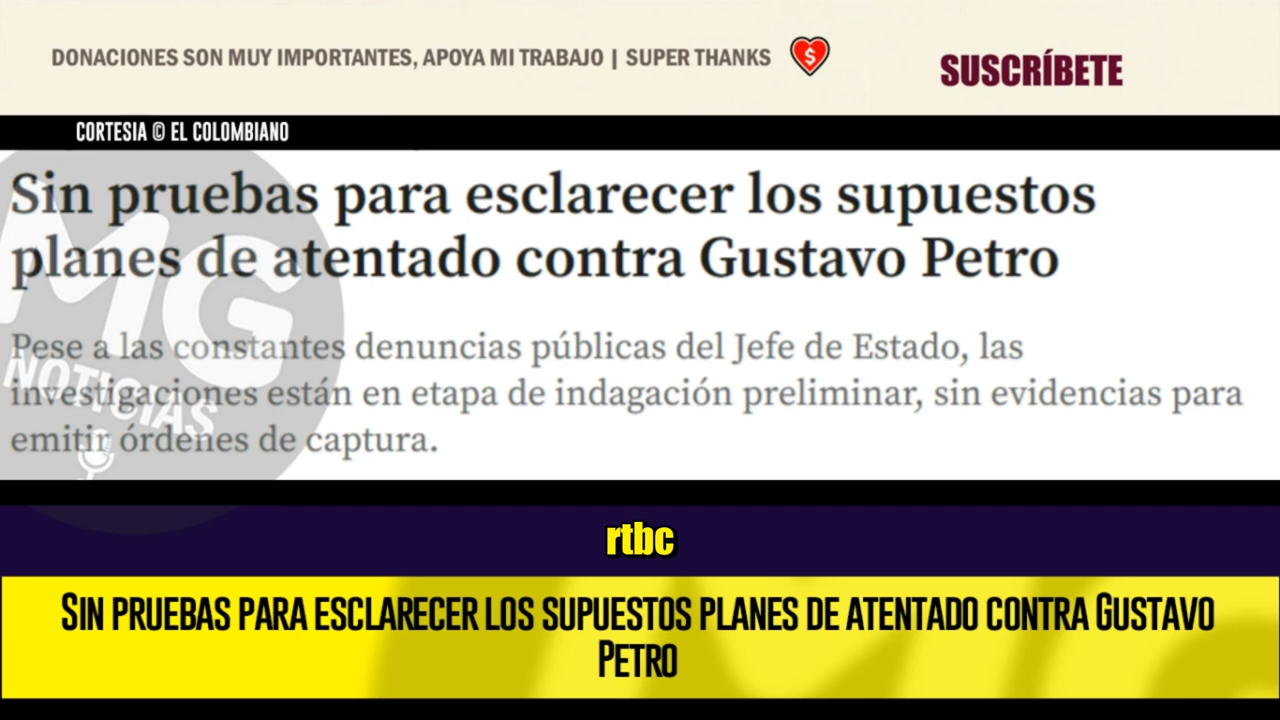 DONACIONES SON MUY IMPORTANTES, APOYA MI TRABAJO | SUPER THANKS
$
SUSCRÍBETE
CORTESIA © EL COLOMBIANO
Sin pruebas para esclarecer los supuestos
planes de atentado contra Gustavo Petro
Pese a las constantes denuncias públicas del Jefe de Estado, las
investigaciones están en etapa de indagación preliminar, sin evidencias para
emitir órdenes de captura.
MG
NOTICIAS
rtbc
SIN PRUEBAS PARA ESCLARECER LOS SUPUESTOS PLANES DE ATENTADO CONTRA GUSTAVO
PETRO